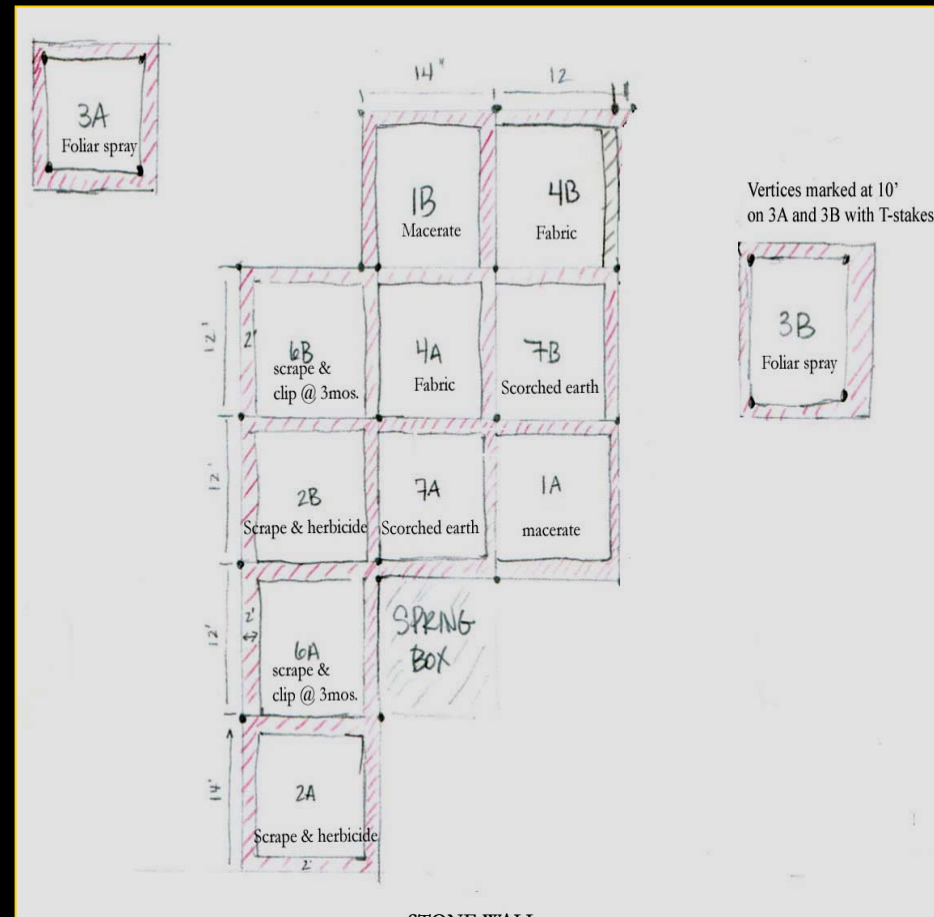 14"
12
1'
3A
Foliar spray
1B
Macerate
4B
Fabric
Vertices marked at 10’
on 3A and 3B with T-stakes
3B
Foliar spray
12'
2'
6B
scrape &
clip @ 3mos.
4A
Fabric
7B
Scorched earth
12'
2B
Scrape & herbicide
7A
Scorched earth
1A
macerate
12'
2'
6A
scrape &
clip @ 3mos.
SPRING
BOX
14'
2A
Scrape & herbicide
2'
STONE WALL